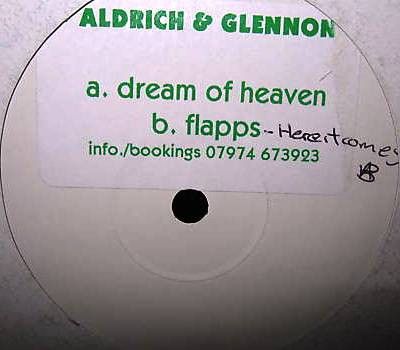 ALDRICH & GLENNON
a. dream of heaven
b. flapps - Here it comes
info./bookings 07974 673923